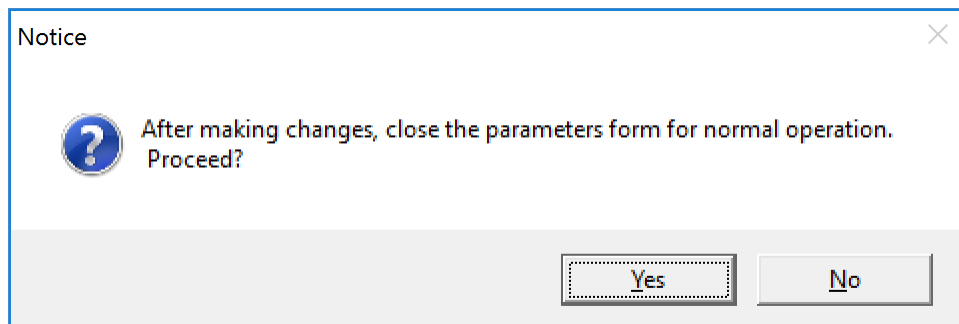 Notice
After making changes, close the parameters form for normal operation.
Proceed?
Yes No